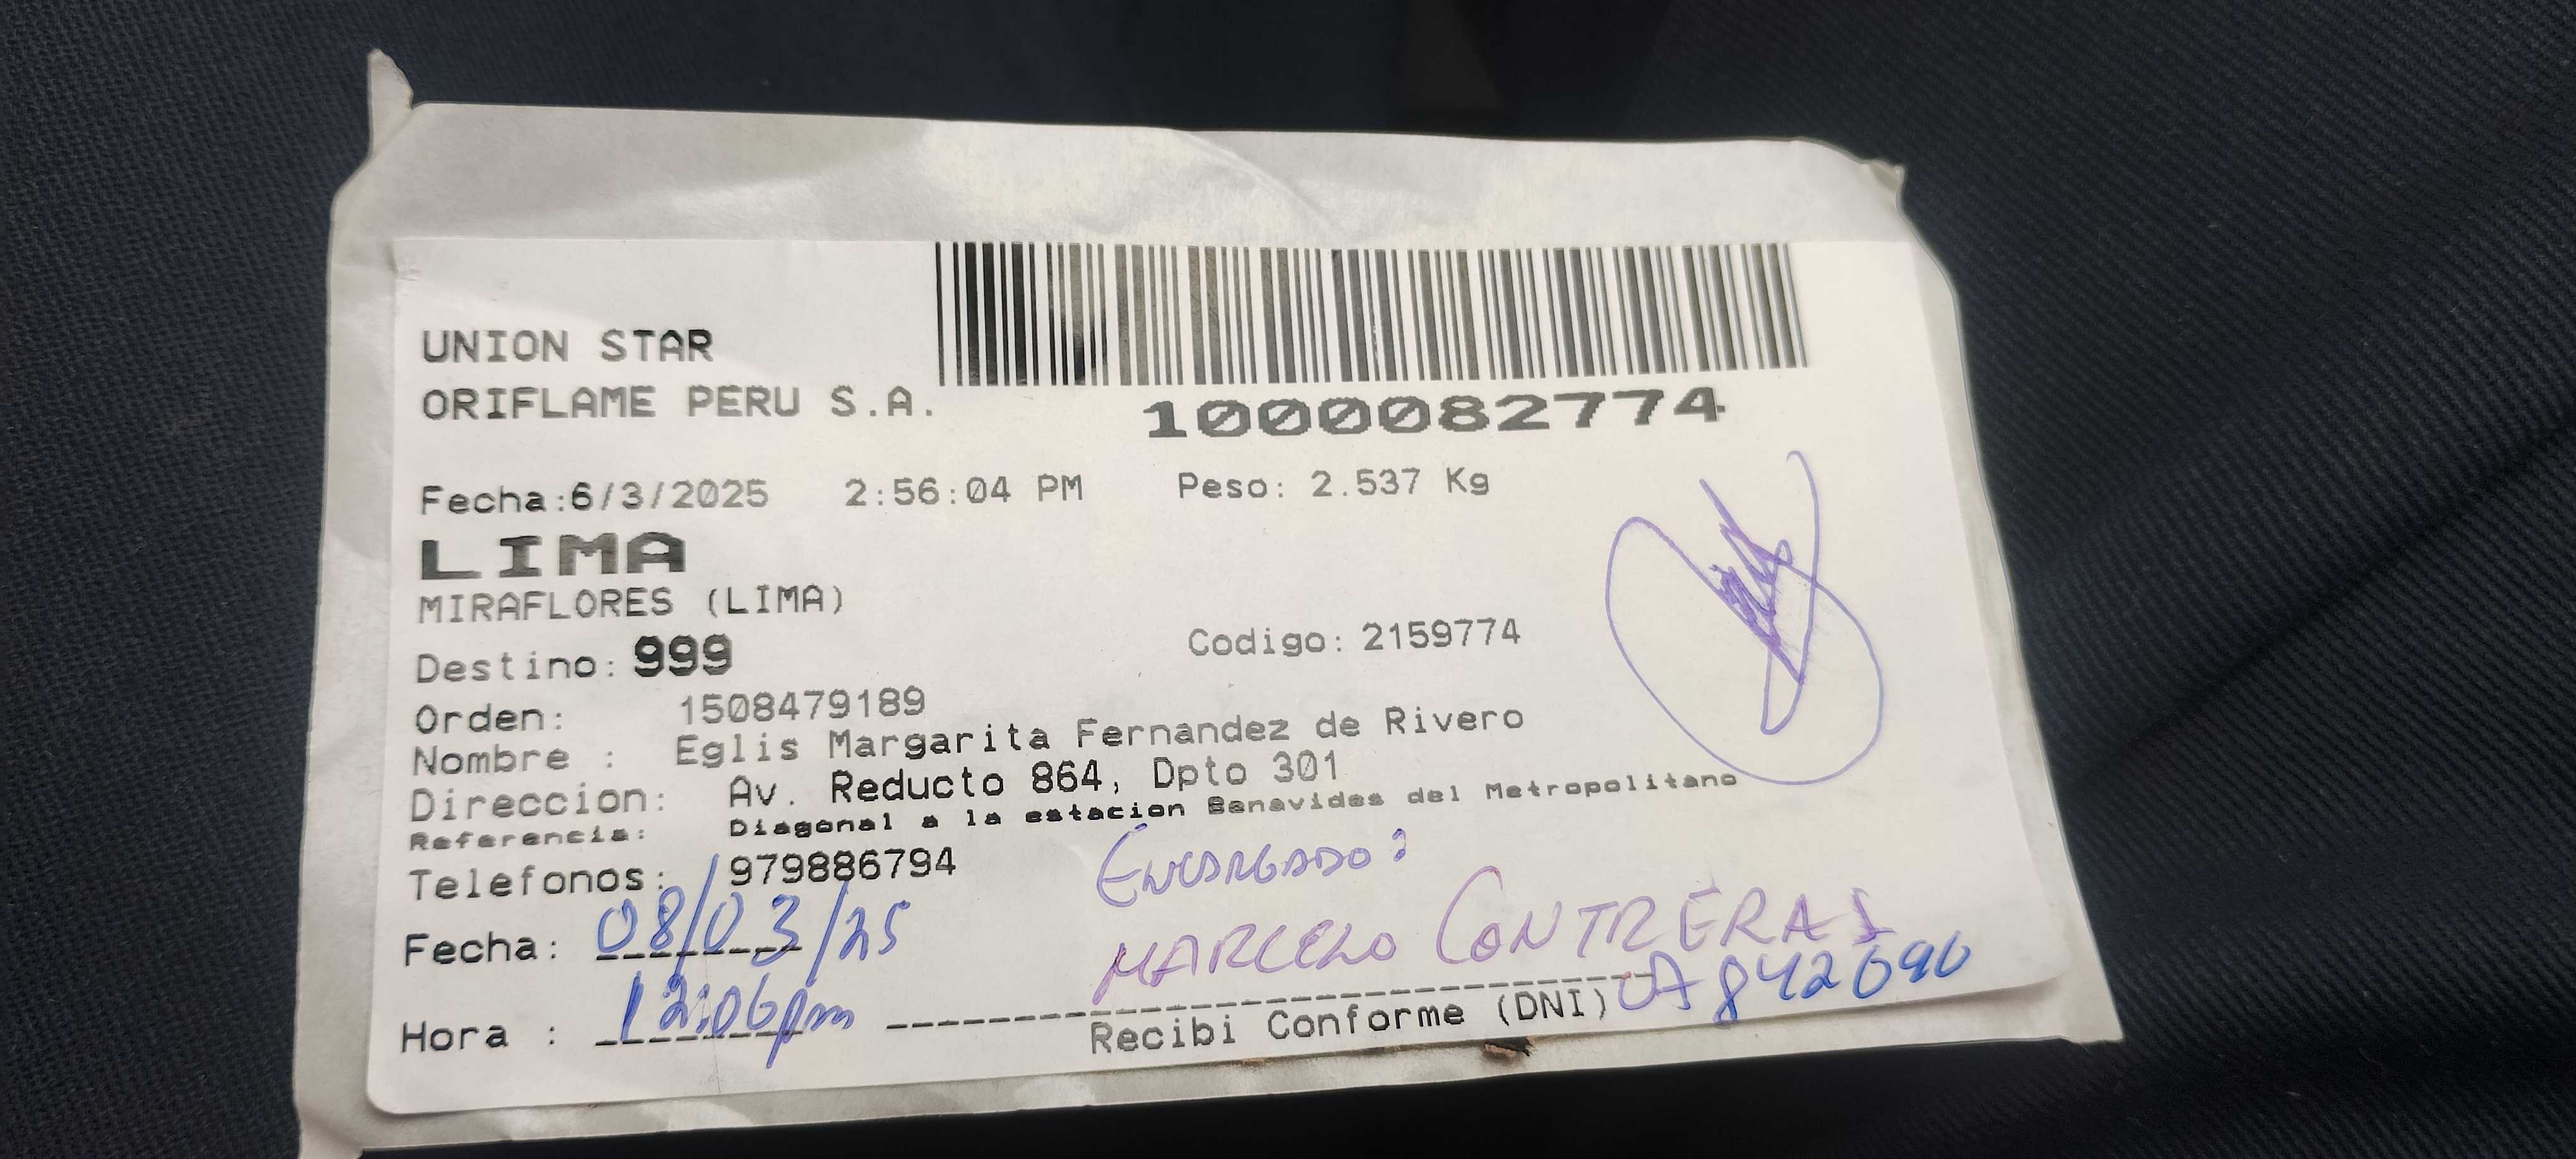 UNION STAR
ORIFLAME PERU S.A.
1000082774
Fecha:6/3/2025 2:56:04 PM Peso: 2.537 Kg
LIMA
MIRAFLORES (LIMA)
Destino: 999 Codigo: 2159774
Orden: 1508479189
Nombre : Eglis Margarita Fernandez de Rivero
Direccion: Av. Reducto 864, Dpto 301
Referencia: Diagonal a la estacion Benavides del Metropolitano
Telefonos: 979886794
ENCARGADO:
Fecha: 08/03/25 MARCELO CONTRERAS
Hora : 12:06pm
Recibi Conforme (DNI)